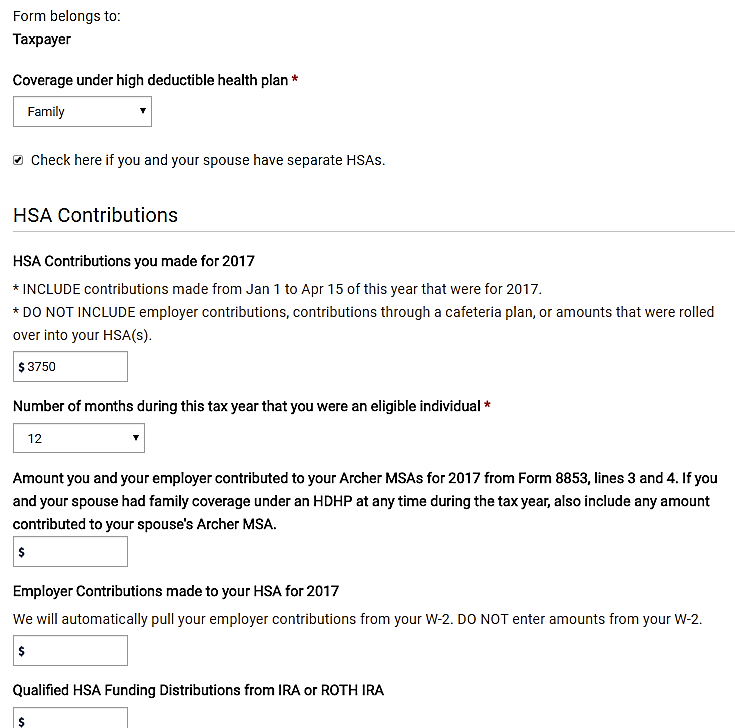 Form belongs to:
Taxpayer
Coverage under high deductible health plan *
Family
Check here if you and your spouse have separate HSAs.
HSA Contributions
HSA Contributions you made for 2017
* INCLUDE contributions made from Jan 1 to Apr 15 of this year that were for 2017.
* DO NOT INCLUDE employer contributions, contributions through a cafeteria plan, or amounts that were rolled
over into your HSA(s).
$ 3750
Number of months during this tax year that you were an eligible individual *
12
Amount you and your employer contributed to your Archer MSAs for 2017 from Form 8853, lines 3 and 4. If you
and your spouse had family coverage under an HDHP at any time during the tax year, also include any amount
contributed to your spouse's Archer MSA.
$
Employer Contributions made to your HSA for 2017
We will automatically pull your employer contributions from your W-2. DO NOT enter amounts from your W-2.
$
Qualified HSA Funding Distributions from IRA or ROTH IRA
$